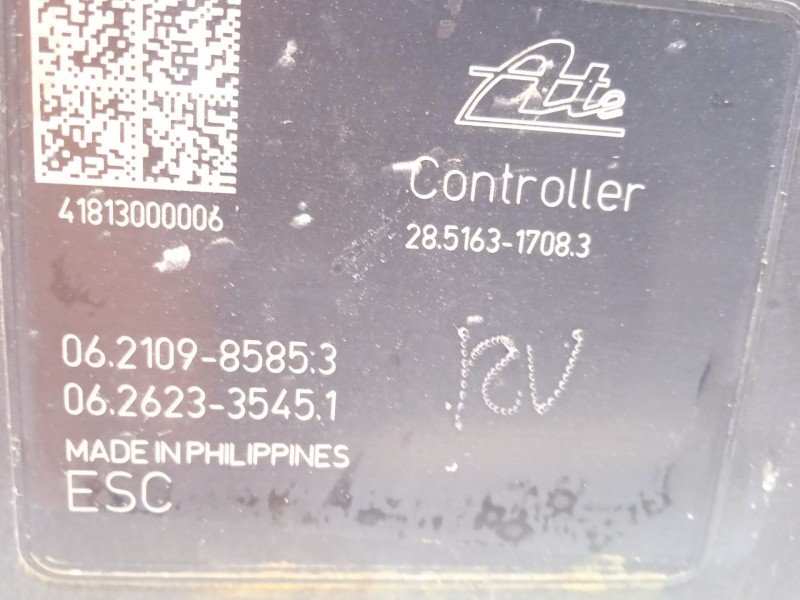 Ate
41813000006
Controller
28.5163-1708.3
06.2109-8585.3
06.2623-3545.1
12V
MADE IN PHILIPPINES
ESC